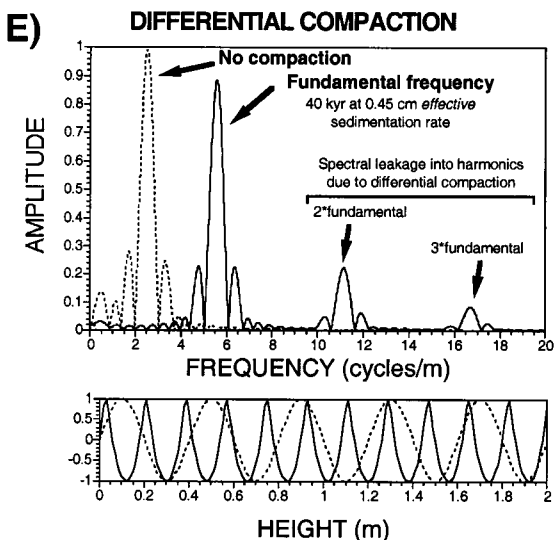 E)
DIFFERENTIAL COMPACTION
No compaction
Fundamental frequency
40 kyr at 0.45 cm effective
sedimentation rate
Spectral leakage into harmonics
due to differential compaction
2*fundamental
3*fundamental
AMPLITUDE
1
0.9
0.8
0.7
0.6
0.5
0.4
0.3
0.2
0.1
0
0 2 4 6 8 10 12 14 16 18 20
FREQUENCY (cycles/m)
1
0.5
0
-0.5
-1
0 0.2 0.4 0.6 0.8 1 1.2 1.4 1.6 1.8 2
HEIGHT (m)